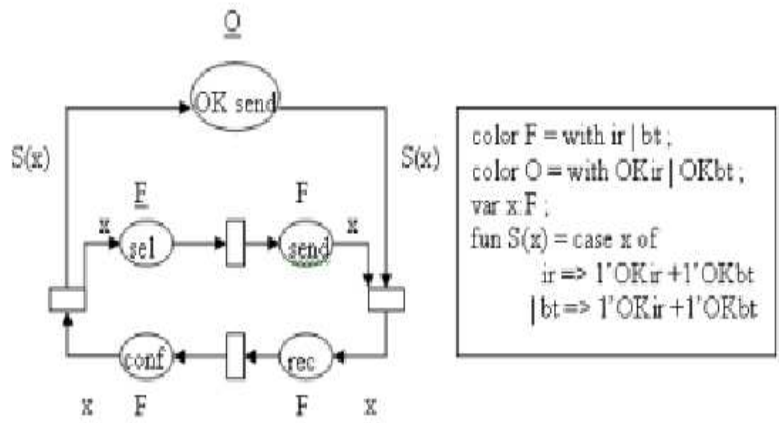 O
OK send
S(x)
S(x)
F
F
x
x
sel
send
conf
rec
x
F
F
x
color F = with ir | bt ;
color O = with OKir | OKbt ;
var x:F ;
fun S(x) = case x of
ir => 1'OKir +1'OKbt
| bt => 1'OKir +1'OKbt